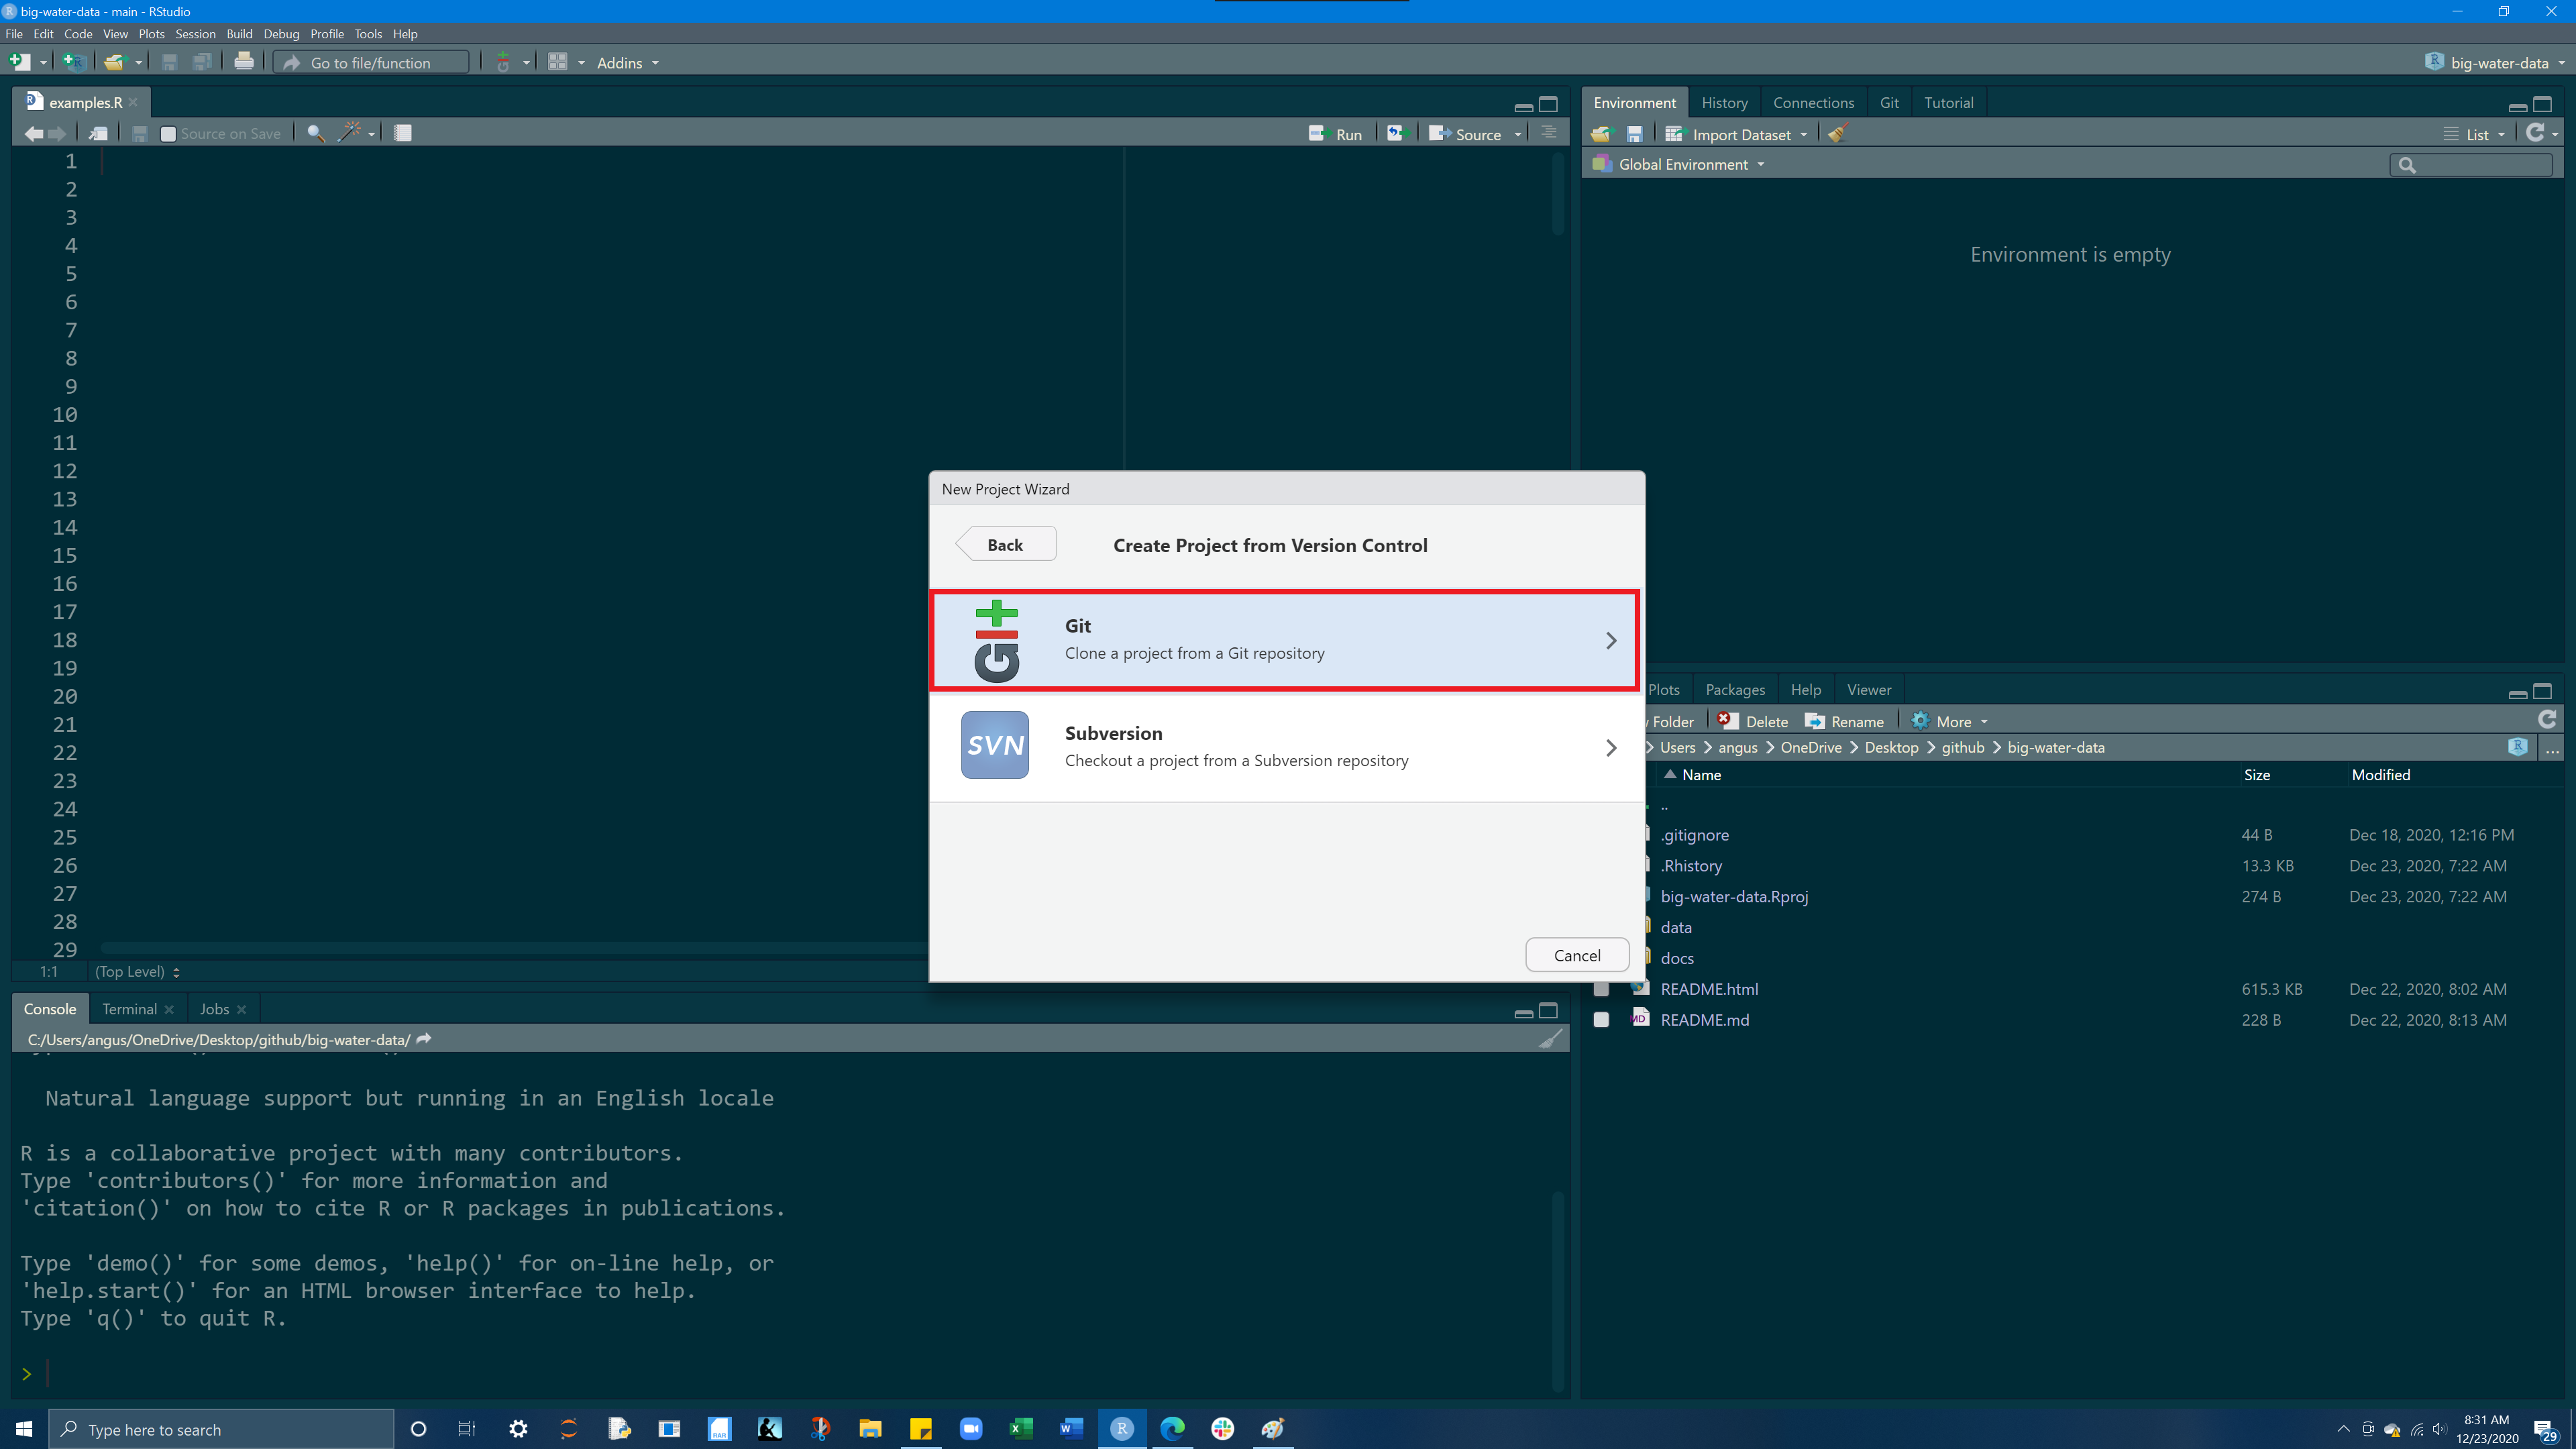 big-water-data - main - RStudio
File Edit Code View Plots Session Build Debug Profile Tools Help
Go to file/function Addins big-water-data
examples.R
Source on Save Run Source
1
2
3
4
5
6
7
8
9
10
11
12
13
14
15
16
17
18
19
20
21
22
23
24
25
26
27
28
29
1:1 (Top Level)
Environment History Connections Git Tutorial
Import Dataset List
Global Environment
Environment is empty
New Project Wizard
Back Create Project from Version Control
Git
Clone a project from a Git repository
SVN
Subversion
Checkout a project from a Subversion repository
Cancel
Plots Packages Help Viewer
Folder Delete Rename More
Users angus OneDrive Desktop github big-water-data ...
Name Size Modified
..
.gitignore 44 B Dec 18, 2020, 12:16 PM
.Rhistory 13.3 KB Dec 23, 2020, 7:22 AM
big-water-data.Rproj 274 B Dec 23, 2020, 7:22 AM
data
docs
README.html 615.3 KB Dec 22, 2020, 8:02 AM
MD README.md 228 B Dec 22, 2020, 8:13 AM
Console Terminal Jobs
C:/Users/angus/OneDrive/Desktop/github/big-water-data/
Natural language support but running in an English locale
R is a collaborative project with many contributors.
Type 'contributors()' for more information and
'citation()' on how to cite R or R packages in publications.
Type 'demo()' for some demos, 'help()' for on-line help, or
'help.start()' for an HTML browser interface to help.
Type 'q()' to quit R.
>
Type here to search
8:31 AM
12/23/2020
29